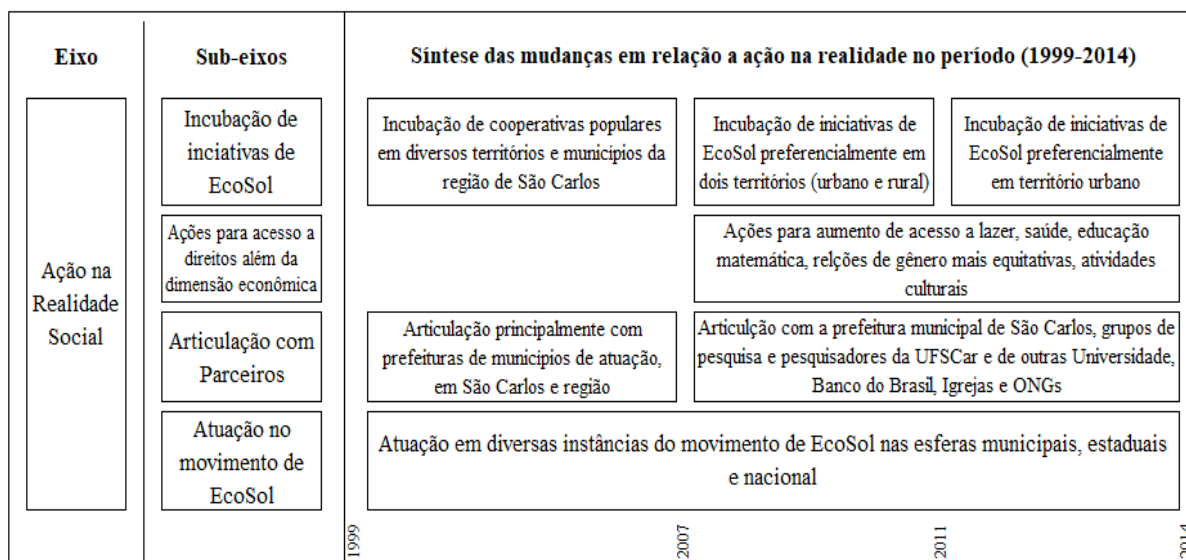 Eixo
Sub-eixos
Síntese das mudanças em relação a ação na realidade no período (1999-2014)
Ação na
Realidade
Social
Incubação de
inciativas de
EcoSol
Incubação de cooperativas populares
em diversos territórios e municípios da
região de São Carlos
Incubação de iniciativas de
EcoSol preferencialmente em
dois territórios (urbano e rural)
Incubação de iniciativas de
EcoSol preferencialmente
em território urbano
Ações para acesso a
direitos além da
dimensão econômica
Ações para aumento de acesso a lazer, saúde, educação
matemática, relções de gênero mais equitativas, atividades
culturais
Articulação com
Parceiros
Articulação principalmente com
prefeituras de municípios de atuação,
em São Carlos e região
Articulção com a prefeitura municipal de São Carlos, grupos de
pesquisa e pesquisadores da UFSCar e de outras Universidade,
Banco do Brasil, Igrejas e ONGs
Atuação no
movimento de
EcoSol
Atuação em diversas instâncias do movimento de EcoSol nas esferas municipais, estaduais
e nacional
1999
2007
2011
2014